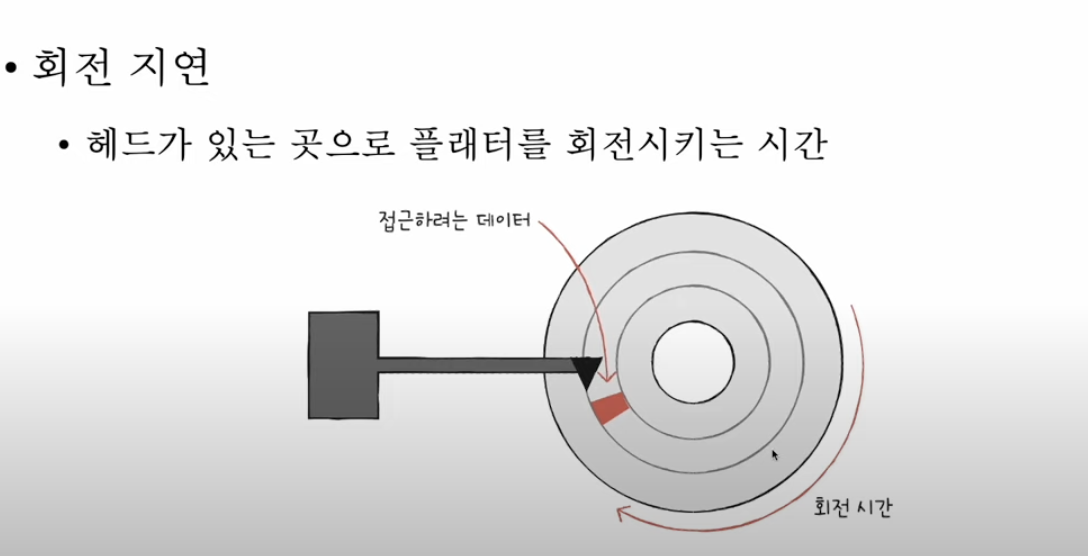 • 회전 지연
• 헤드가 있는 곳으로 플래터를 회전시키는 시간
접근하려는 데이터
회전 시간